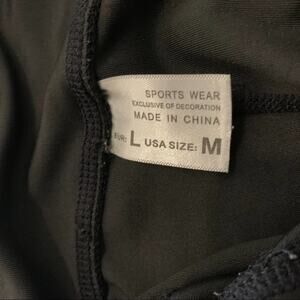 SPORTS WEAR
EXCLUSIVE OF DECORATION
MADE IN CHINA
EUR: L USA SIZE: M